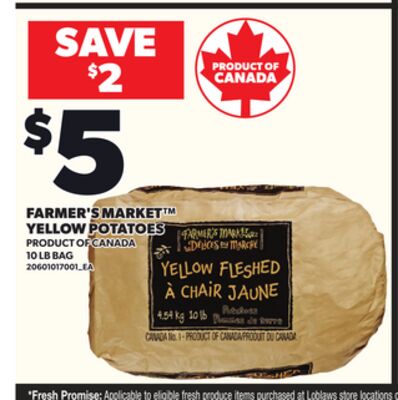 SAVE
$2
PRODUCT OF
CANADA
$5
FARMER'S MARKET™
YELLOW POTATOES
PRODUCT OF CANADA
10 LB BAG
20601017001_EA
FARMER'S MARKET
DÉLICES DU MARCHÉ
YELLOW FLESHED
À CHAIR JAUNE
4.54 kg 10 lb
Potatoes
Pommes de terre
CANADA No. 1 - PRODUCT OF CANADA/PRODUIT DU CANADA
*Fresh Promise: Applicable to eligible fresh produce items purchased at Loblaws store locations